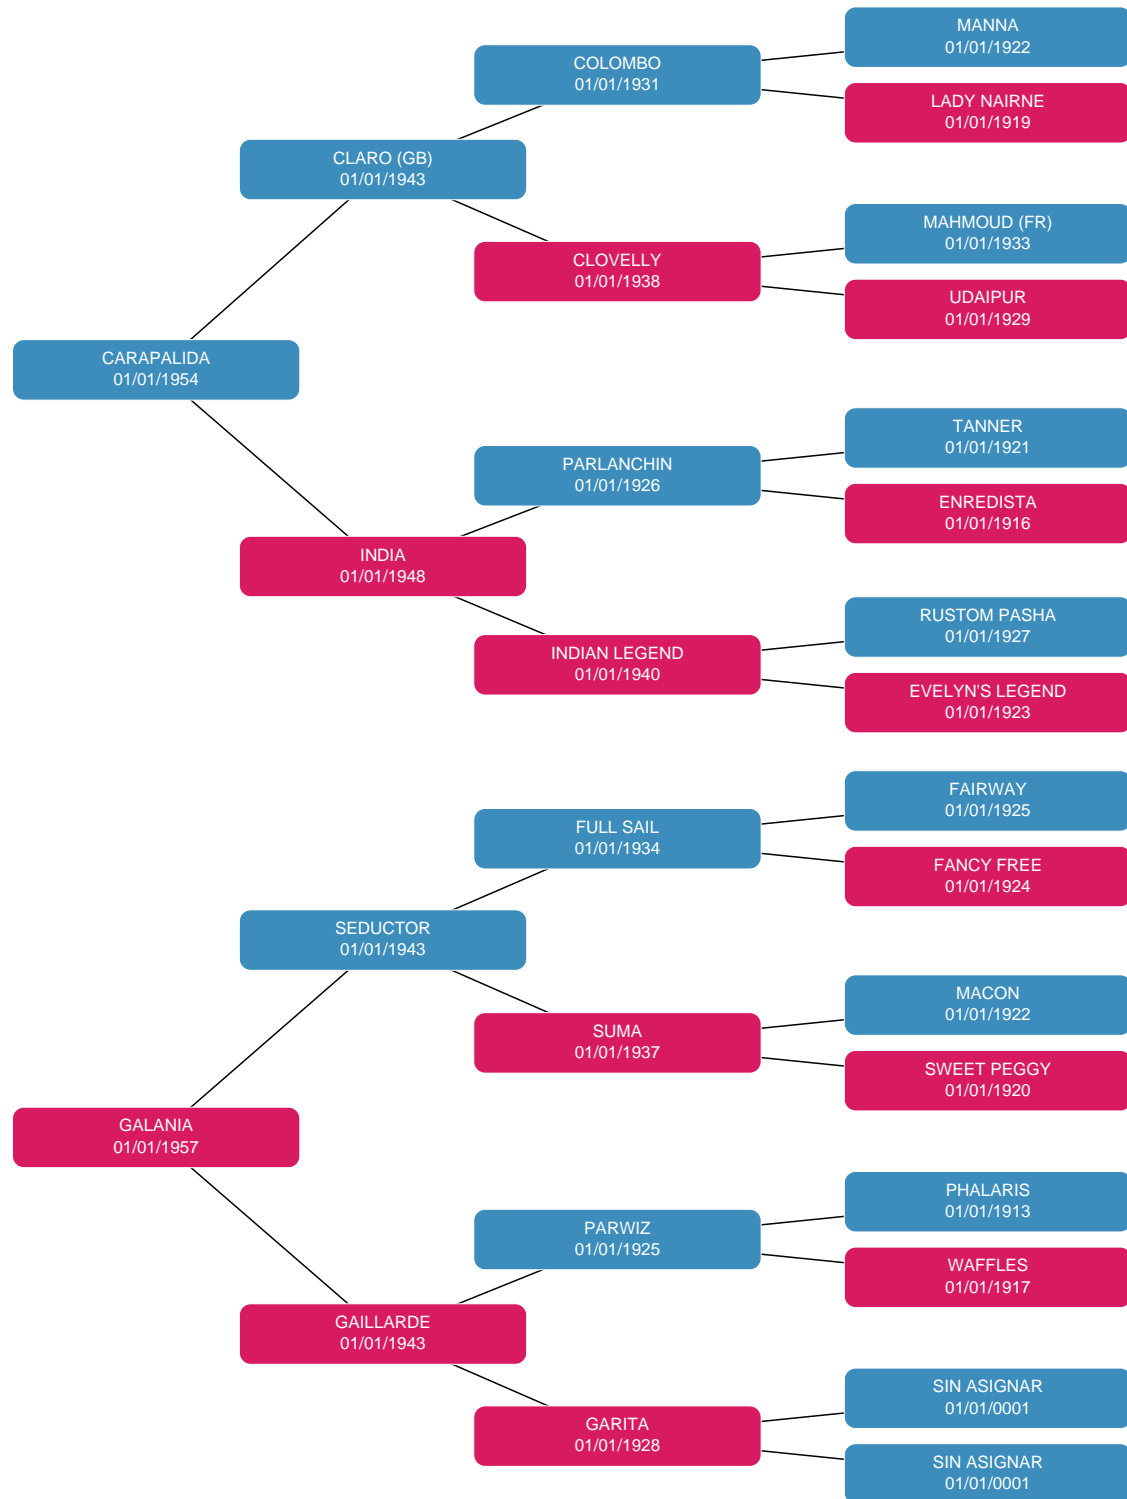 MANNA
01/01/1922
COLOMBO
01/01/1931
LADY NAIRNE
01/01/1919
CLARO (GB)
01/01/1943
MAHMOUD (FR)
01/01/1933
CLOVELLY
01/01/1938
UDAIPUR
01/01/1929
CARAPALIDA
01/01/1954
TANNER
01/01/1921
PARLANCHIN
01/01/1926
ENREDISTA
01/01/1916
INDIA
01/01/1948
RUSTOM PASHA
01/01/1927
INDIAN LEGEND
01/01/1940
EVELYN'S LEGEND
01/01/1923
FAIRWAY
01/01/1925
FULL SAIL
01/01/1934
FANCY FREE
01/01/1924
SEDUCTOR
01/01/1943
MACON
01/01/1922
SUMA
01/01/1937
SWEET PEGGY
01/01/1920
GALANIA
01/01/1957
PHALARIS
01/01/1913
PARWIZ
01/01/1925
WAFFLES
01/01/1917
GAILLARDE
01/01/1943
SIN ASIGNAR
01/01/0001
GARITA
01/01/1928
SIN ASIGNAR
01/01/0001